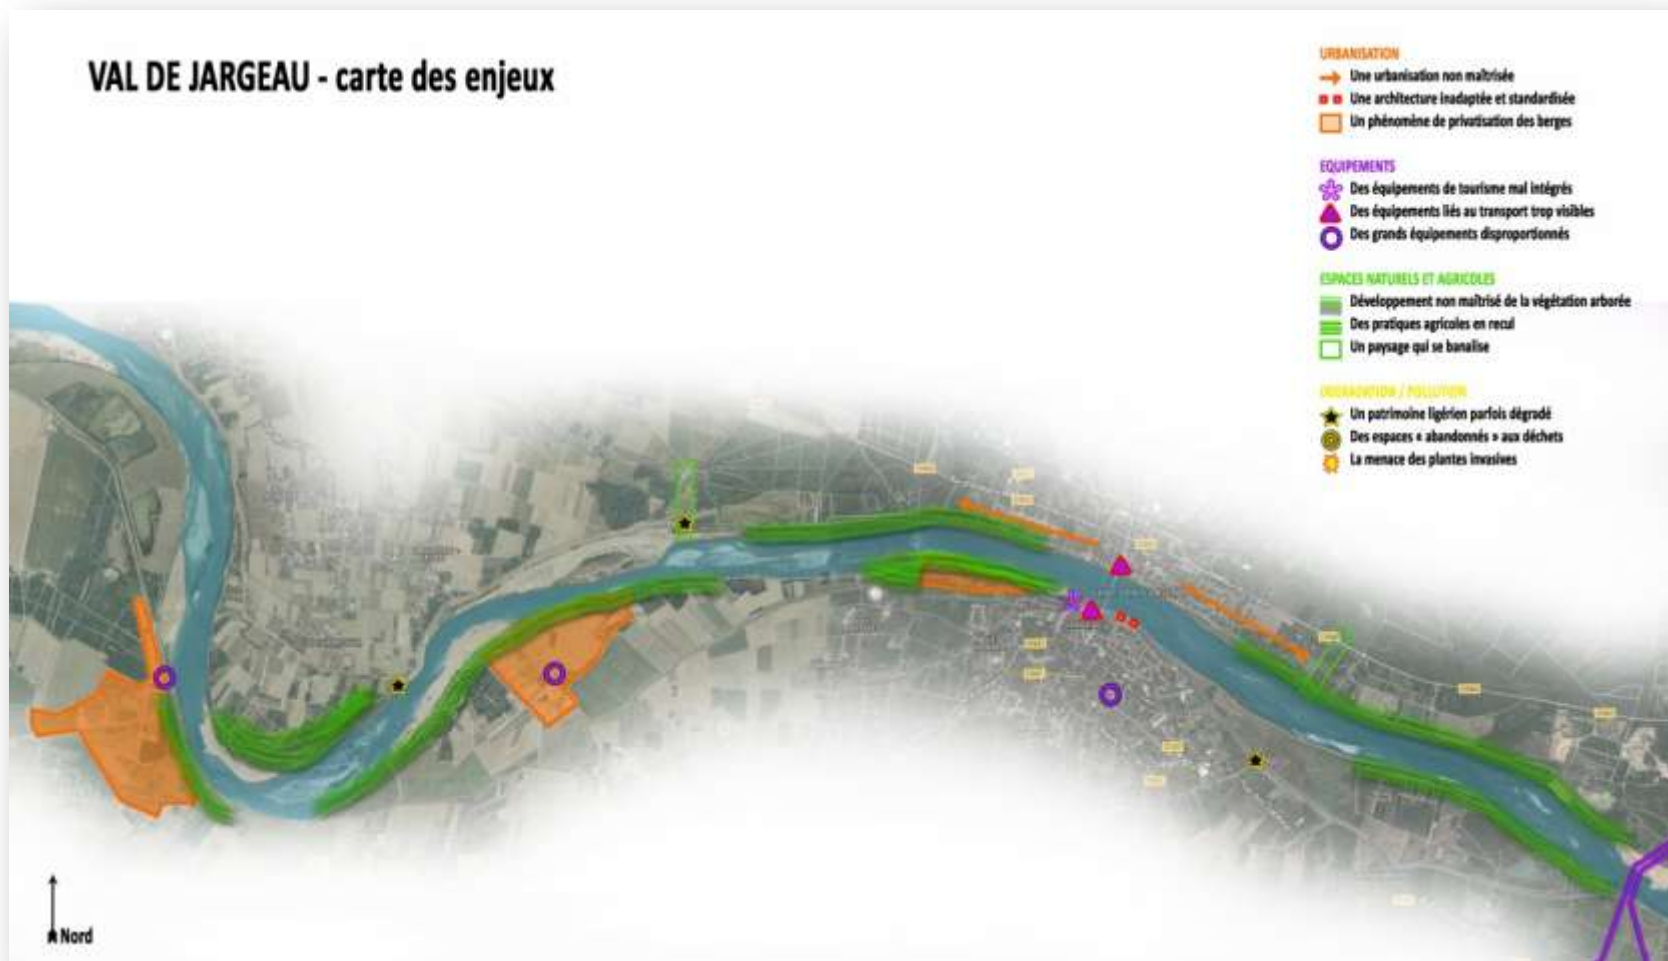 VAL DE JARGEAU - carte des enjeux
URBANISATION
Une urbanisation non maîtrisée
Une architecture inadaptée et standardisée
Un phénomène de privatisation des berges
EQUIPEMENTS
Des équipements de tourisme mal intégrés
Des équipements liés au transport trop visibles
Des grands équipements disproportionnés
ESPACES NATURELS ET AGRICOLES
Développement non maîtrisé de la végétation arborée
Des pratiques agricoles en recul
Un paysage qui se banalise
DEGRADATION / POLLUTION
Un patrimoine ligérien parfois dégradé
Des espaces « abandonnés » aux déchets
La menace des plantes invasives
Nord